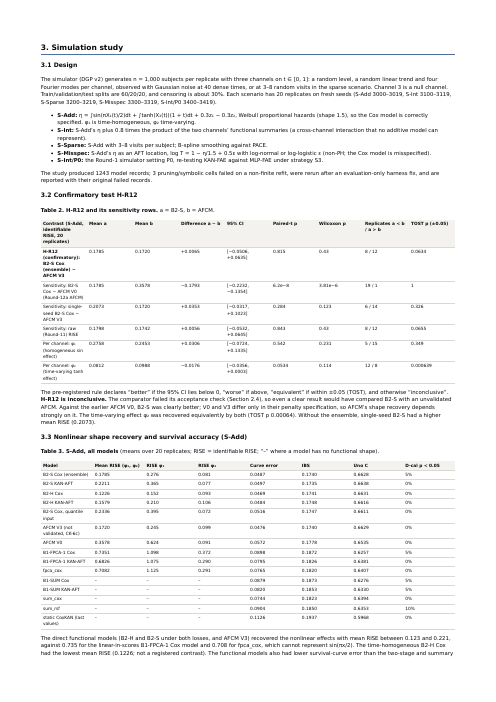 3. Simulation study
3.1 Design
The simulator (DGP v2) generates n = 1,000 subjects per replicate with three channels on t ∈ [0, 1]: a random level, a random linear trend and four
Fourier modes per channel, observed with Gaussian noise at 40 dense times, or at 3–8 random visits in the sparse scenario. Channel 3 is a null channel.
Train/validation/test splits are 60/20/20, and censoring is about 30%. Each scenario has 20 replicates on fresh seeds (S-Add 3000–3019, S-Int 3100–3119,
S-Sparse 3200–3219, S-Misspec 3300–3319, S-Int/P0 3400–3419).
• S-Add: η = ∫sin(πX₁(t)/2)dt + ∫tanh(X₂(t))(1 + t)dt + 0.3z₁ − 0.3z₂, Weibull proportional hazards (shape 1.5), so the Cox model is correctly
specified. φ₁ is time-homogeneous, φ₂ time-varying.
• S-Int: S-Add's η plus 0.8 times the product of the two channels' functional summaries (a cross-channel interaction that no additive model can
represent).
• S-Sparse: S-Add with 3–8 visits per subject; B-spline smoothing against PACE.
• S-Misspec: S-Add's η as an AFT location, log T = 1 − η/1.5 + 0.5ε with log-normal or log-logistic ε (non-PH; the Cox model is misspecified).
• S-Int/P0: the Round-1 simulator setting P0, re-testing KAN-FAE against MLP-FAE under strategy S3.
The study produced 1243 model records; 3 pruning/symbolic cells failed on a non-finite refit, were rerun after an evaluation-only harness fix, and are
reported with their original failed records.
3.2 Confirmatory test H-R12
Table 2. H-R12 and its sensitivity rows. a = B2-S, b = AFCM.
Contrast (S-Add, identifiable RISE, 20 replicates) Mean a Mean b Difference a − b 95% CI Paired-t p Wilcoxon p Replicates a < b / a > b TOST p (±0.05)
H-R12 (confirmatory): B2-S Cox (ensemble) − AFCM V3 0.1785 0.1720 +0.0065 [−0.0506, +0.0635] 0.815 0.43 8 / 12 0.0634
Sensitivity: B2-S Cox − AFCM V0 (Round-12a AFCM) 0.1785 0.3578 −0.1793 [−0.2232, −0.1354] 6.2e−8 3.81e−6 19 / 1 1
Sensitivity: single-seed B2-S Cox − AFCM V3 0.2073 0.1720 +0.0353 [−0.0317, +0.1023] 0.284 0.123 6 / 14 0.326
Sensitivity: raw (Round-11) RISE 0.1798 0.1742 +0.0056 [−0.0532, +0.0645] 0.843 0.43 8 / 12 0.0655
Per channel: φ₁ (homogeneous sin effect) 0.2758 0.2453 +0.0306 [−0.0724, +0.1335] 0.542 0.231 5 / 15 0.349
Per channel: φ₂ (time-varying tanh effect) 0.0812 0.0988 −0.0176 [−0.0356, +0.0003] 0.0534 0.114 12 / 8 0.000639
The pre-registered rule declares "better" if the 95% CI lies below 0, "worse" if above, "equivalent" if within ±0.05 (TOST), and otherwise "inconclusive".
H-R12 is inconclusive. The comparator failed its acceptance check (Section 2.4), so even a clear result would have compared B2-S with an unvalidated
AFCM. Against the earlier AFCM V0, B2-S was clearly better; V0 and V3 differ only in their penalty specification, so AFCM's shape recovery depends
strongly on it. The time-varying effect φ₂ was recovered equivalently by both (TOST p 0.00064). Without the ensemble, single-seed B2-S had a higher
mean RISE (0.2073).
3.3 Nonlinear shape recovery and survival accuracy (S-Add)
Table 3. S-Add, all models (means over 20 replicates; RISE = identifiable RISE; "–" where a model has no functional shape).
Model Mean RISE (φ₁, φ₂) RISE φ₁ RISE φ₂ Curve error IBS Uno C D-cal p < 0.05
B2-S Cox (ensemble) 0.1785 0.276 0.081 0.0487 0.1740 0.6628 5%
B2-S KAN-AFT 0.2211 0.365 0.077 0.0497 0.1735 0.6638 0%
B2-H Cox 0.1226 0.152 0.093 0.0469 0.1741 0.6631 0%
B2-H KAN-AFT 0.1579 0.210 0.106 0.0484 0.1748 0.6616 0%
B2-S Cox, quantile input 0.2336 0.395 0.072 0.0516 0.1747 0.6611 0%
AFCM V3 (not validated, CK-6c) 0.1720 0.245 0.099 0.0476 0.1740 0.6629 0%
AFCM V0 0.3578 0.624 0.091 0.0572 0.1778 0.6535 0%
B1-FPCA-1 Cox 0.7351 1.098 0.372 0.0898 0.1872 0.6257 5%
B1-FPCA-1 KAN-AFT 0.6826 1.075 0.290 0.0795 0.1826 0.6381 0%
fpca_cox 0.7082 1.125 0.291 0.0765 0.1820 0.6407 0%
B1-SUM Cox – – – 0.0879 0.1873 0.6276 5%
B1-SUM KAN-AFT – – – 0.0820 0.1853 0.6330 5%
sum_cox – – – 0.0744 0.1823 0.6394 0%
sum_rsf – – – 0.0904 0.1850 0.6353 10%
static CoxKAN (last values) – – – 0.1126 0.1937 0.5968 0%
The direct functional models (B2-H and B2-S under both losses, and AFCM V3) recovered the nonlinear effects with mean RISE between 0.123 and 0.221,
against 0.735 for the linear-in-scores B1-FPCA-1 Cox model and 0.708 for fpca_cox, which cannot represent sin(πx/2). The time-homogeneous B2-H Cox
had the lowest mean RISE (0.1226; not a registered contrast). The functional models also had lower survival-curve error than the two-stage and summary